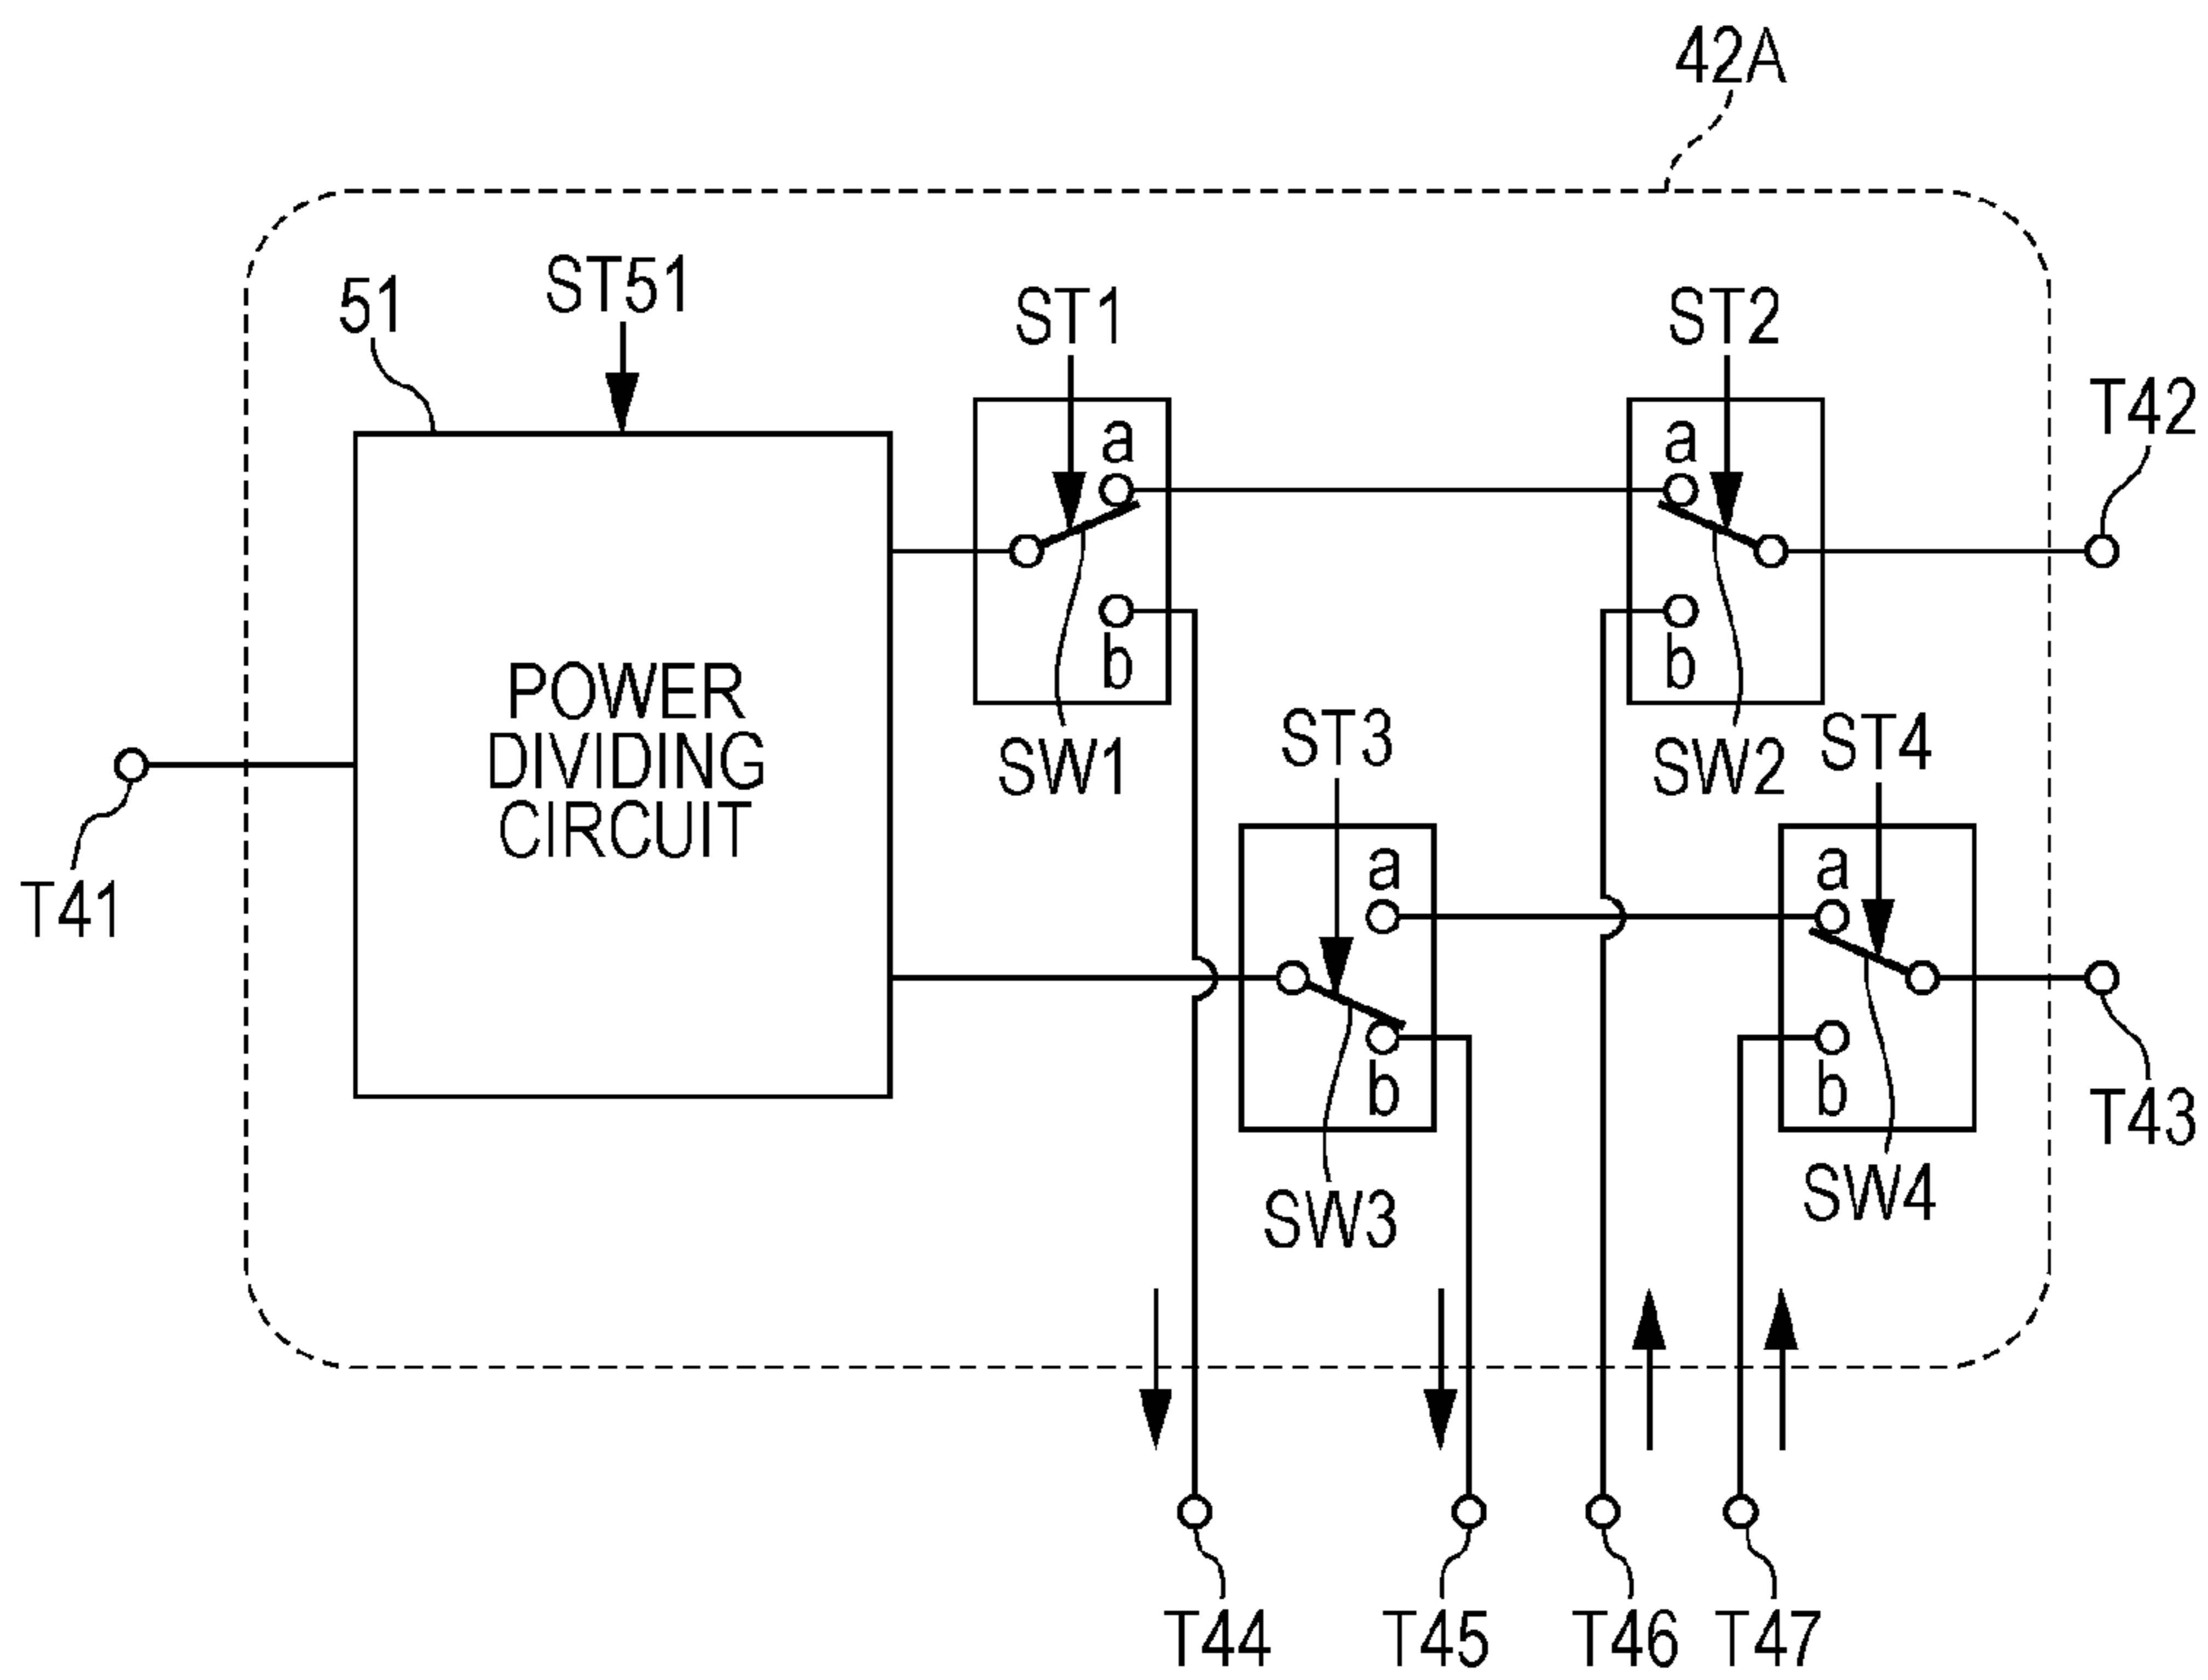 42A
51
ST51
ST1
ST2
T42
a
a
b
b
POWER
DIVIDING
CIRCUIT
SW1
ST3
SW2
ST4
T41
a
a
b
b
T43
SW3
SW4
T44
T45
T46
T47